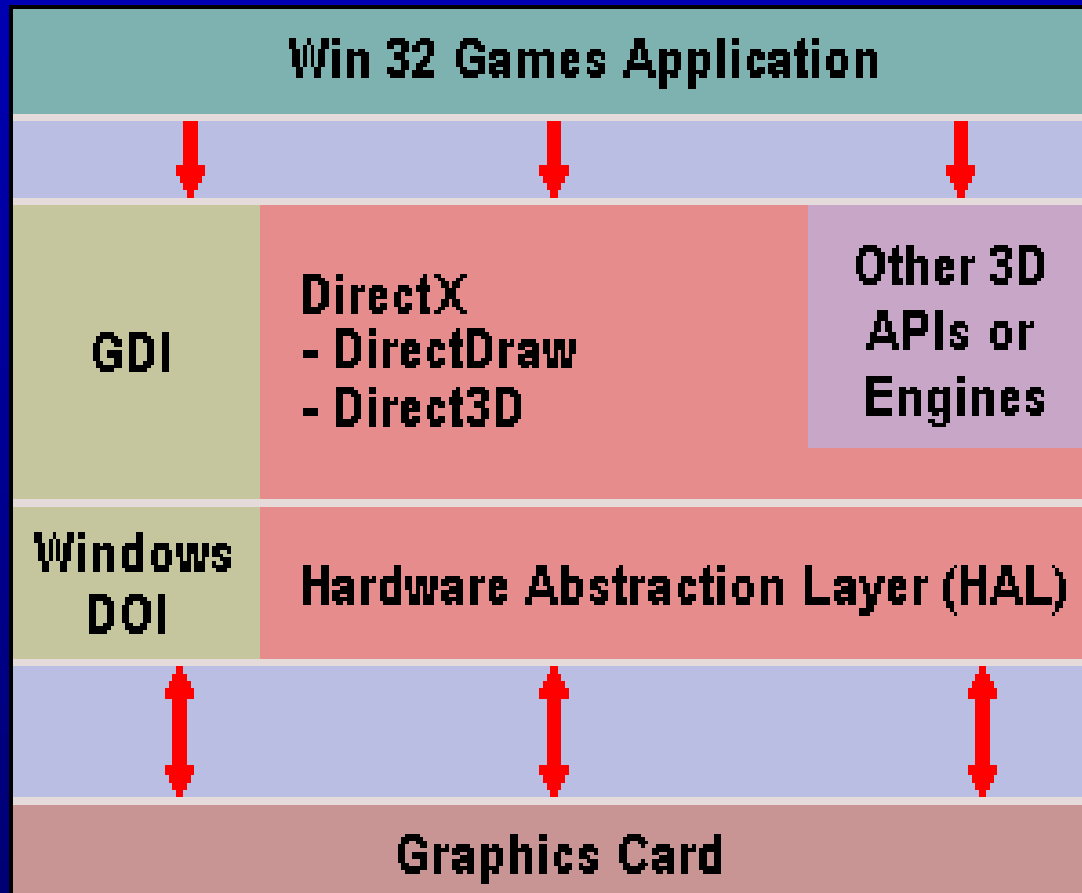 Win 32 Games Application
GDI
DirectX
- DirectDraw
- Direct3D
Other 3D
APIs or
Engines
Windows
DOI
Hardware Abstraction Layer (HAL)
Graphics Card